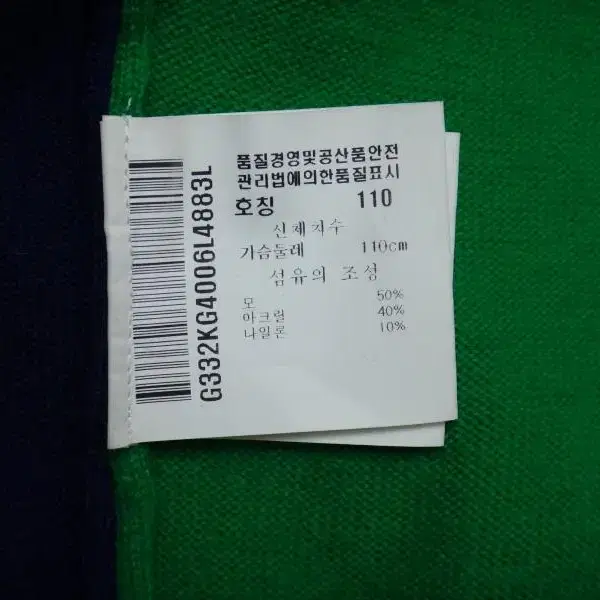 품질경영및공산품안전
관리법에의한품질표시
호칭 110
신체치수
가슴둘레 110cm
섬유의 조성
모 50%
아크릴 40%
나일론 10%
G332KG4006L4883L